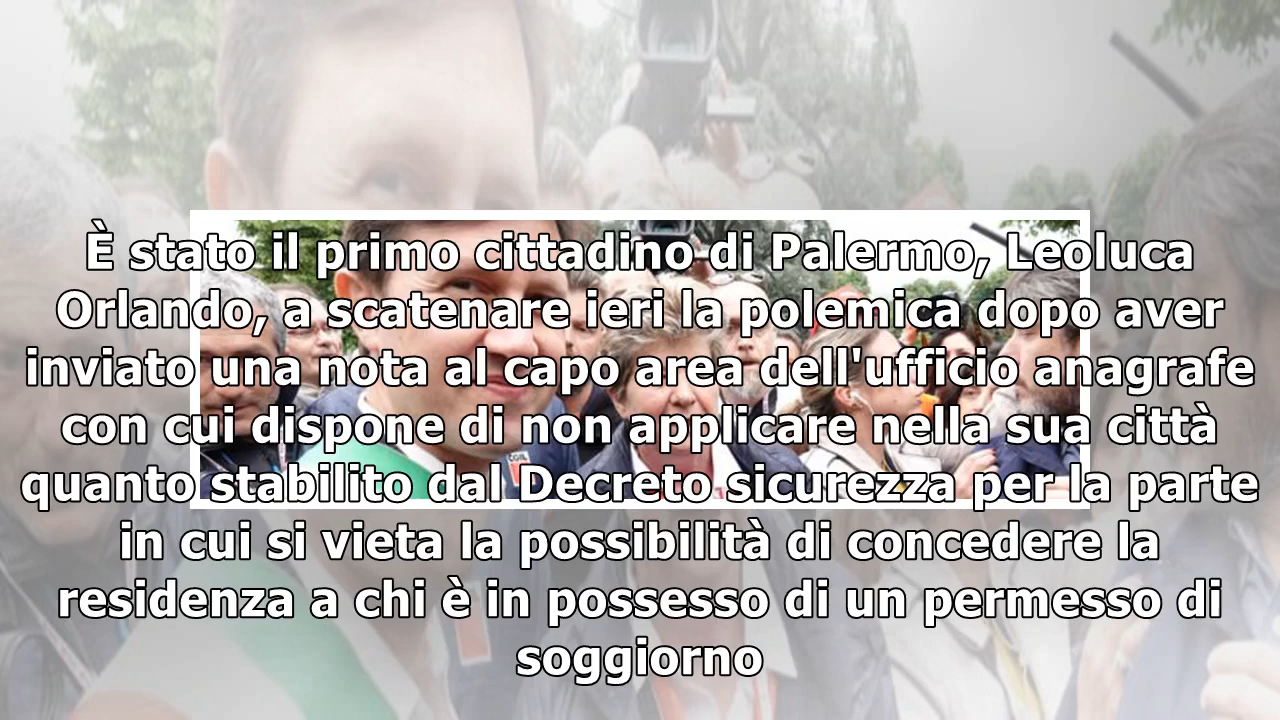 È stato il primo cittadino di Palermo, Leoluca
Orlando, a scatenare ieri la polemica dopo aver
inviato una nota al capo area dell'ufficio anagrafe
con cui dispone di non applicare nella sua città
quanto stabilito dal Decreto sicurezza per la parte
in cui si vieta la possibilità di concedere la
residenza a chi è in possesso di un permesso di
soggiorno
CGIL